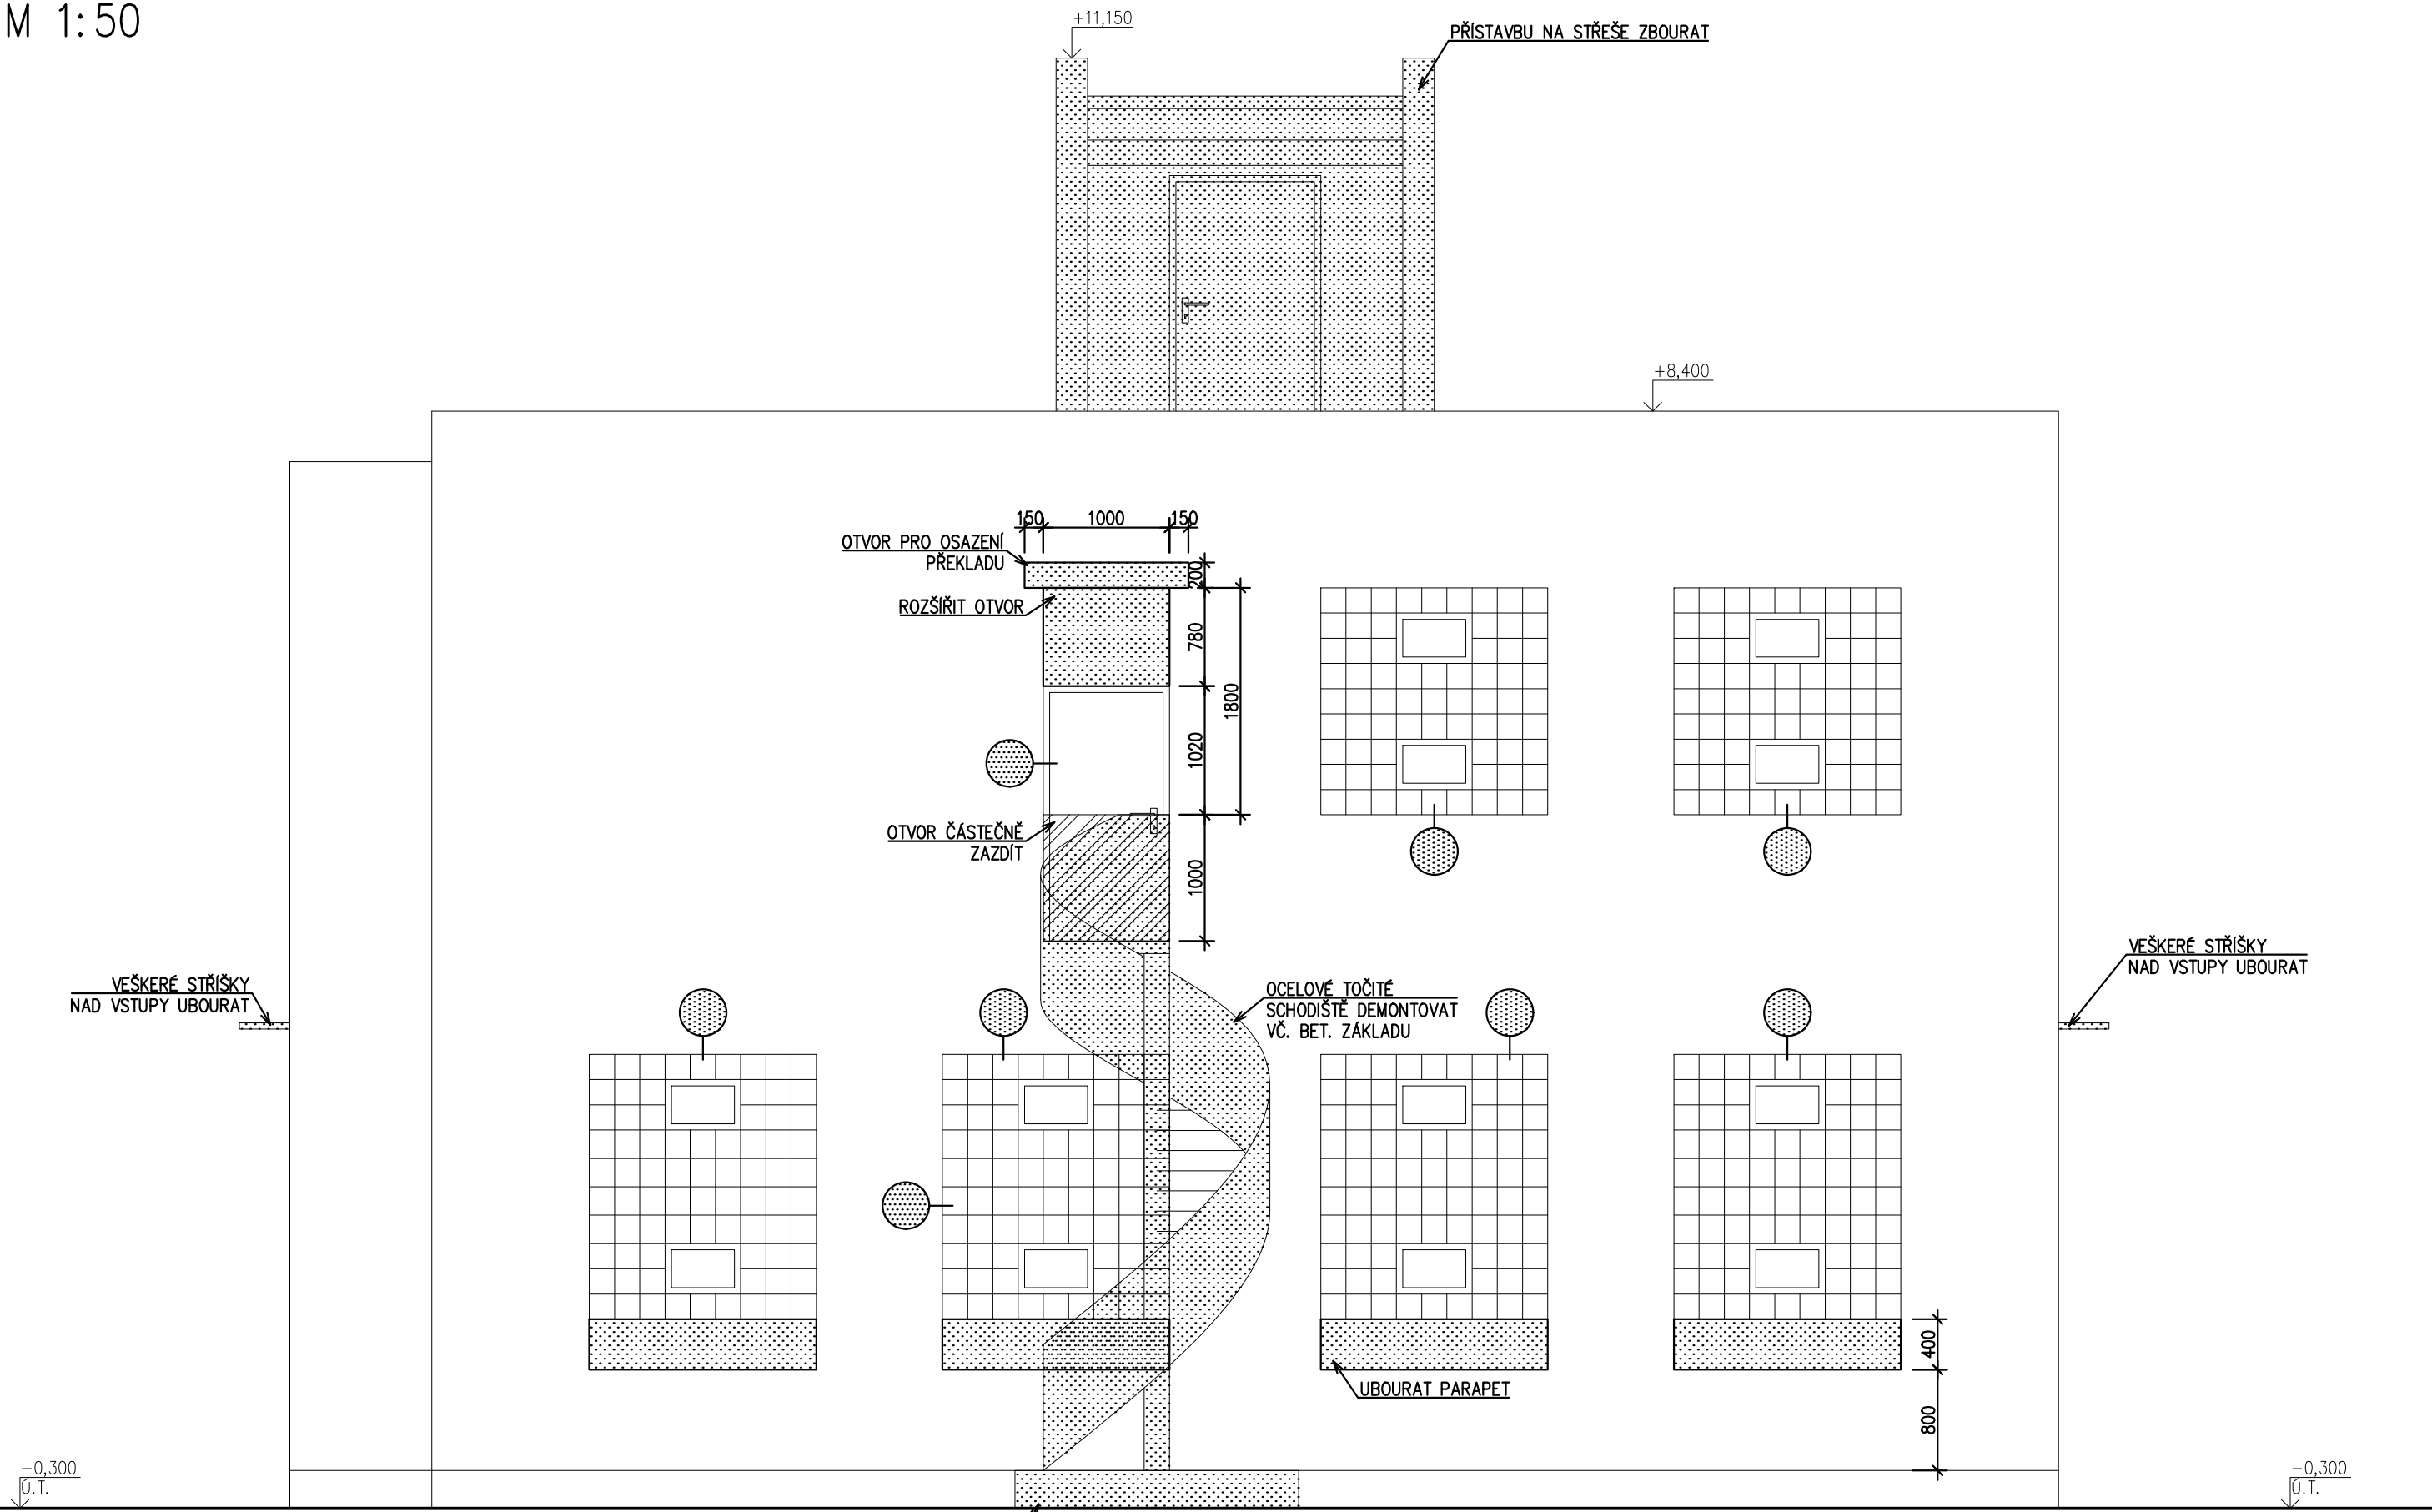 M 1:50
+11,150
PŘÍSTAVBU NA STŘEŠE ZBOURAT
+8,400
150
1000
150
OTVOR PRO OSAZENÍ
PŘEKLADU
200
ROZŠÍŘIT OTVOR
780
1800
1020
OTVOR ČÁSTEČNĚ
ZAZDÍT
1000
VEŠKERÉ STŘÍŠKY
NAD VSTUPY UBOURAT
VEŠKERÉ STŘÍŠKY
NAD VSTUPY UBOURAT
OCELOVÉ TOČITÉ
SCHODIŠTĚ DEMONTOVAT
VČ. BET. ZÁKLADU
400
UBOURAT PARAPET
800
-0,300
Ú.T.
-0,300
Ú.T.